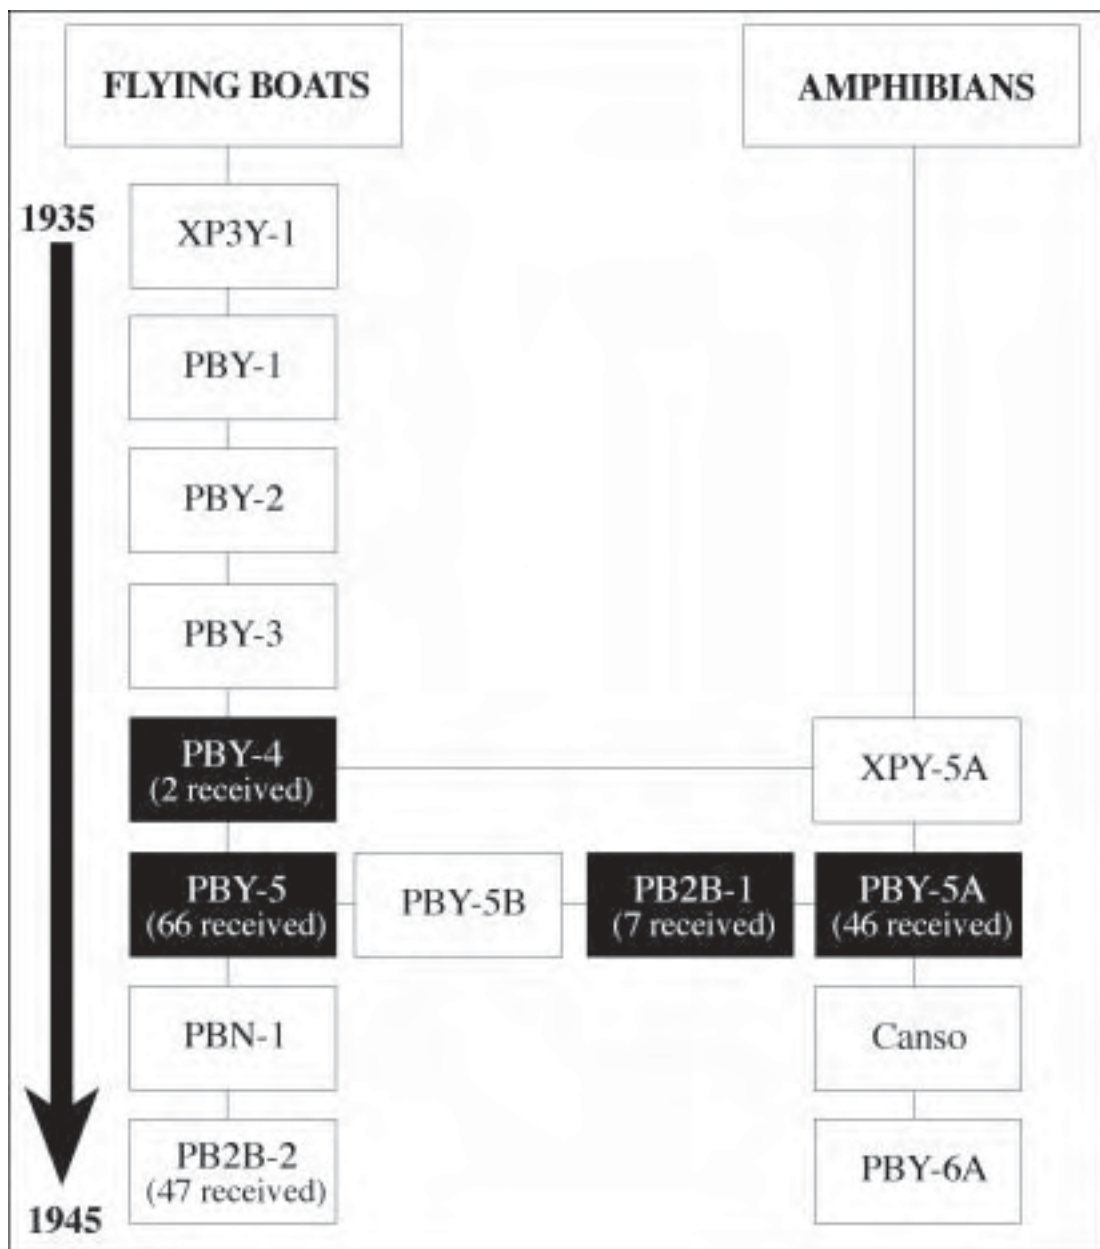 FLYING BOATS
AMPHIBIANS
1935
XP3Y-1
PBY-1
PBY-2
PBY-3
PBY-4
(2 received)
XPY-5A
PBY-5
(66 received)
PBY-5B
PB2B-1
(7 received)
PBY-5A
(46 received)
PBN-1
Canso
PB2B-2
(47 received)
PBY-6A
1945